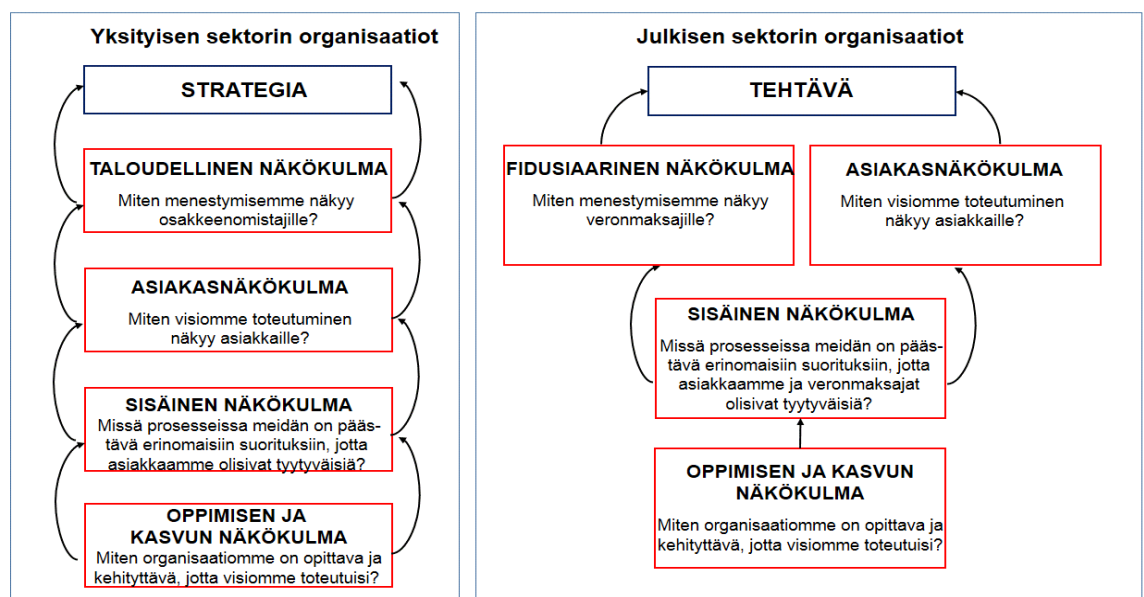 Yksityisen sektorin organisaatiot
STRATEGIA
TALOUDELLINEN NÄKÖKULMA
Miten menestymisemme näkyy
osakkeenomistajille?
ASIAKASNÄKÖKULMA
Miten visiomme toteutuminen
näkyy asiakkaille?
SISÄINEN NÄKÖKULMA
Missä prosesseissa meidän on pääs-
tävä erinomaisiin suorituksiin, jotta
asiakkaamme olisivat tyytyväisiä?
OPPIMISEN JA
KASVUN NÄKÖKULMA
Miten organisaatiomme on opittava ja
kehityttävä, jotta visiomme toteutuisi?
Julkisen sektorin organisaatiot
TEHTÄVÄ
FIDUSIAARINEN NÄKÖKULMA
Miten menestymisemme näkyy
veronmaksajille?
ASIAKASNÄKÖKULMA
Miten visiomme toteutuminen
näkyy asiakkaille?
SISÄINEN NÄKÖKULMA
Missä prosesseissa meidän on pääs-
tävä erinomaisiin suorituksiin, jotta
asiakkaamme ja veronmaksajat
olisivat tyytyväisiä?
OPPIMISEN JA KASVUN
NÄKÖKULMA
Miten organisaatiomme on opittava ja
kehityttävä, jotta visiomme toteutuisi?